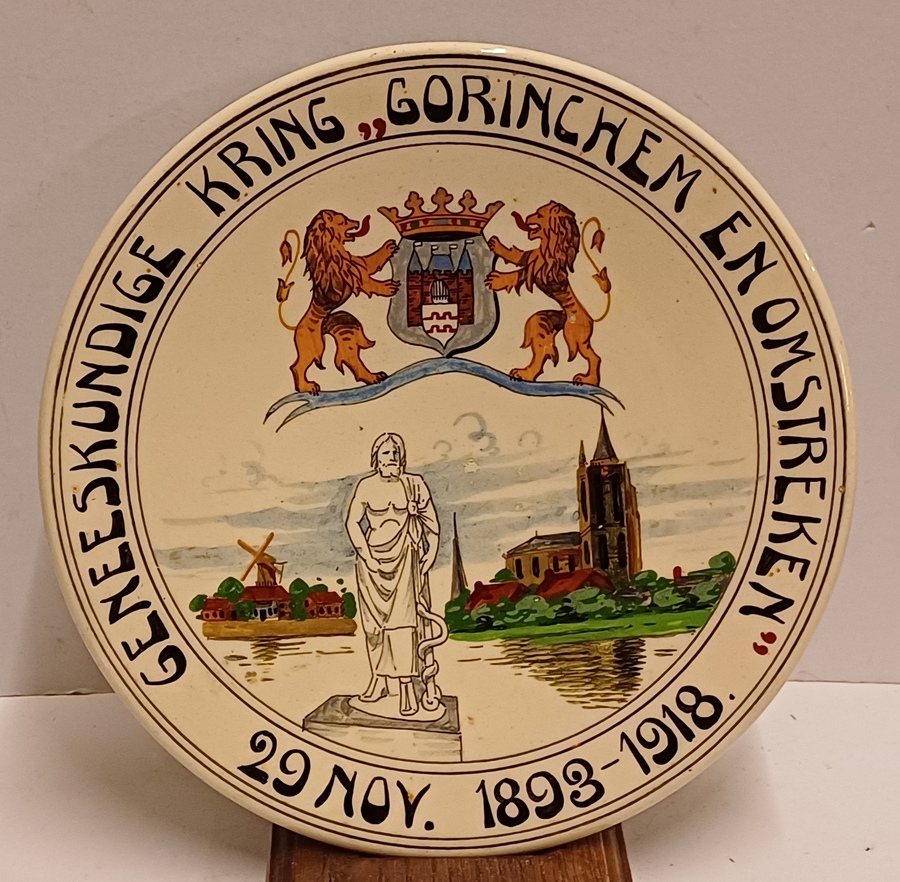 GENEESKUNDIGE KRING „GORINCHEM EN OMSTREKEN”
29 NOV. 1893-1918.